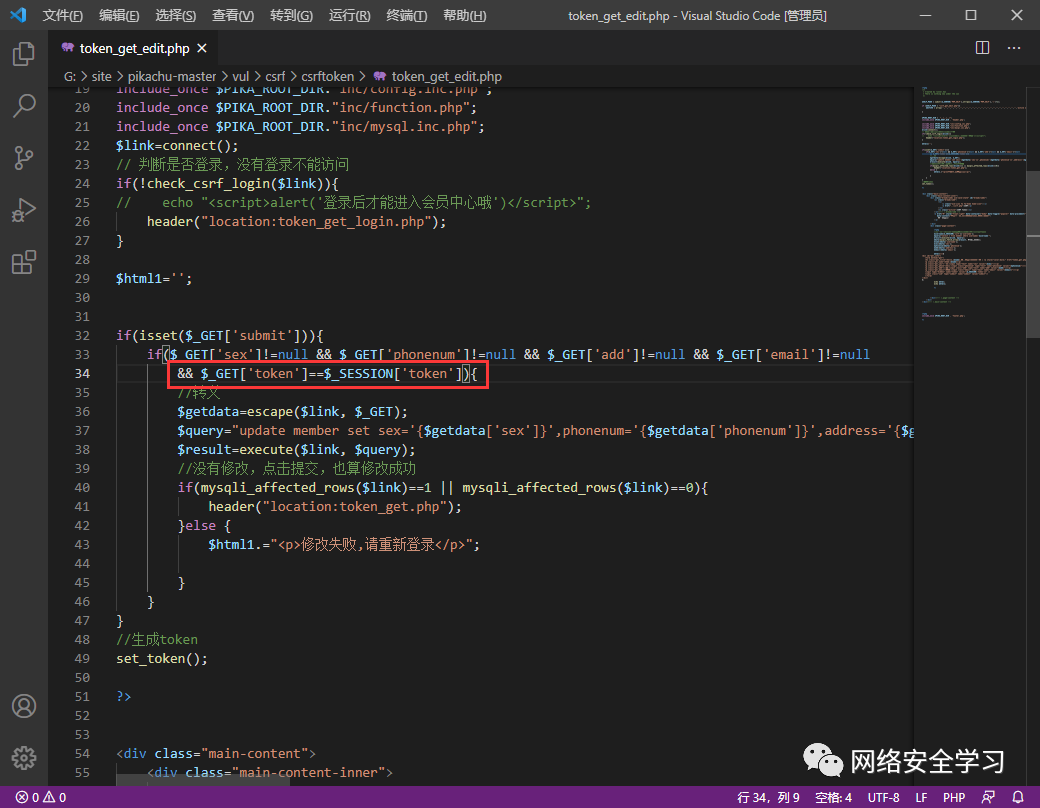 文件(F) 编辑(E) 选择(S) 查看(V) 转到(G) 运行(R) 终端(T) 帮助(H) token_get_edit.php - Visual Studio Code [管理员]
token_get_edit.php
G: > site > pikachu-master > vul > csrf > csrftoken > token_get_edit.php
19 include_once $PIKA_ROOT_DIR."inc/config.inc.php";
20 include_once $PIKA_ROOT_DIR."inc/function.php";
21 include_once $PIKA_ROOT_DIR."inc/mysql.inc.php";
22 $link=connect();
23 // 判断是否登录，没有登录不能访问
24 if(!check_csrf_login($link)){
25 // echo "<script>alert('登录后才能进入会员中心哦')</script>";
26 header("location:token_get_login.php");
27 }
28
29 $html1='';
30
31
32 if(isset($_GET['submit'])){
33 if($_GET['sex']!=null && $_GET['phonenum']!=null && $_GET['add']!=null && $_GET['email']!=null
34 && $_GET['token']==$_SESSION['token']){
35 //转义
36 $getdata=escape($link, $_GET);
37 $query="update member set sex='{$getdata['sex']}',phonenum='{$getdata['phonenum']}',address='{$g
38 $result=execute($link, $query);
39 //没有修改，点击提交，也算修改成功
40 if(mysqli_affected_rows($link)==1 || mysqli_affected_rows($link)==0){
41 header("location:token_get.php");
42 }else {
43 $html1.="<p>修改失败,请重新登录</p>";
44
45 }
46 }
47 }
48 //生成token
49 set_token();
50
51 ?>
52
53
54 <div class="main-content">
55 <div class="main-content-inner">
网络安全学习
0 0 行 34，列 9 空格: 4 UTF-8 LF PHP